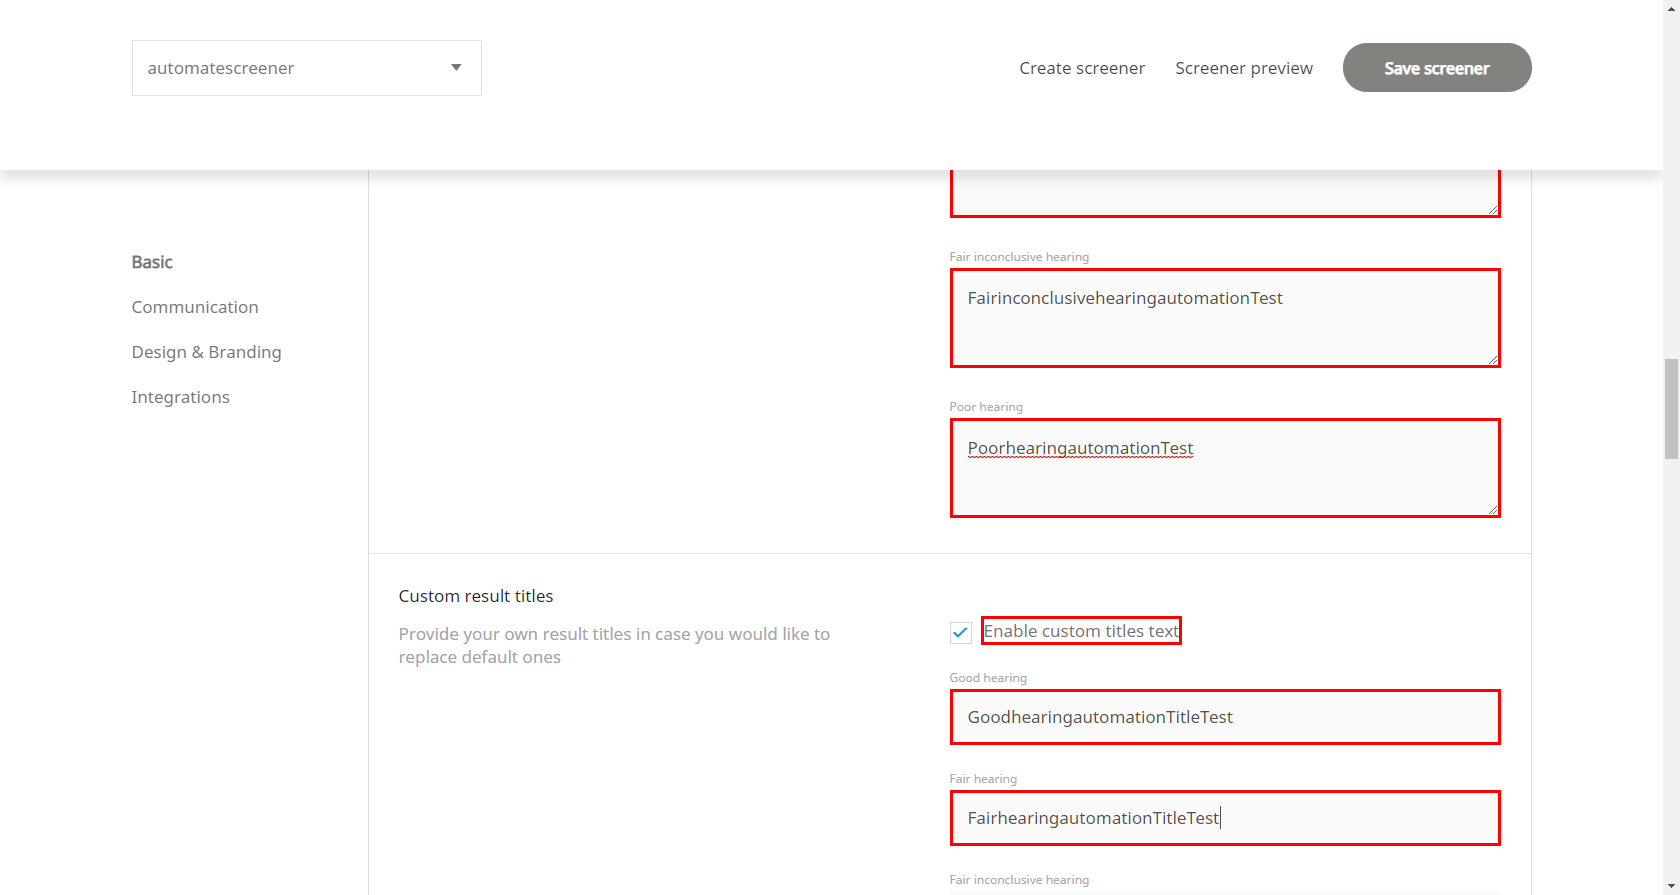 automatescreener
Create screener
Screener preview
Save screener
Basic
Communication
Design & Branding
Integrations
Fair inconclusive hearing
FairinconclusivehearingautomationTest
Poor hearing
PoorhearingautomationTest
Custom result titles
Provide your own result titles in case you would like to
replace default ones
Enable custom titles text
Good hearing
GoodhearingautomationTitleTest
Fair hearing
FairhearingautomationTitleTest
Fair inconclusive hearing